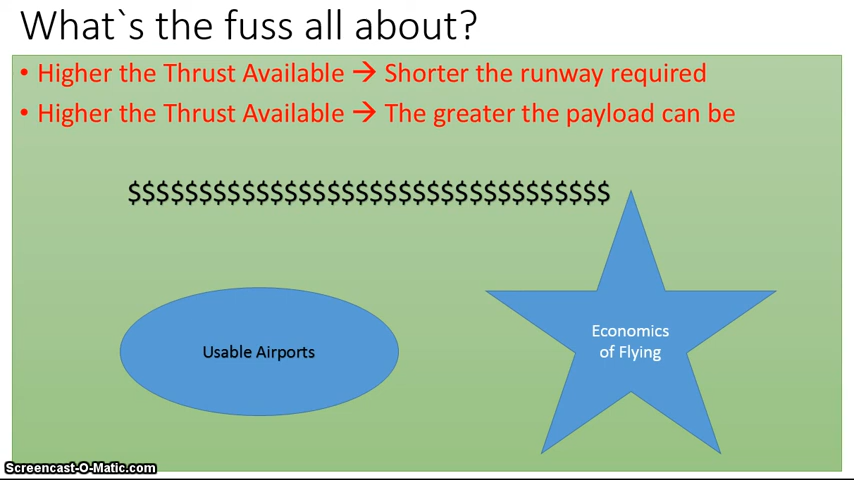 What`s the fuss all about?
• Higher the Thrust Available → Shorter the runway required
• Higher the Thrust Available → The greater the payload can be
$$$$$$$$$$$$$$$$$$$$$$$$$$$$$$$$$$
Usable Airports
Economics
of Flying
Screencast-O-Matic.com